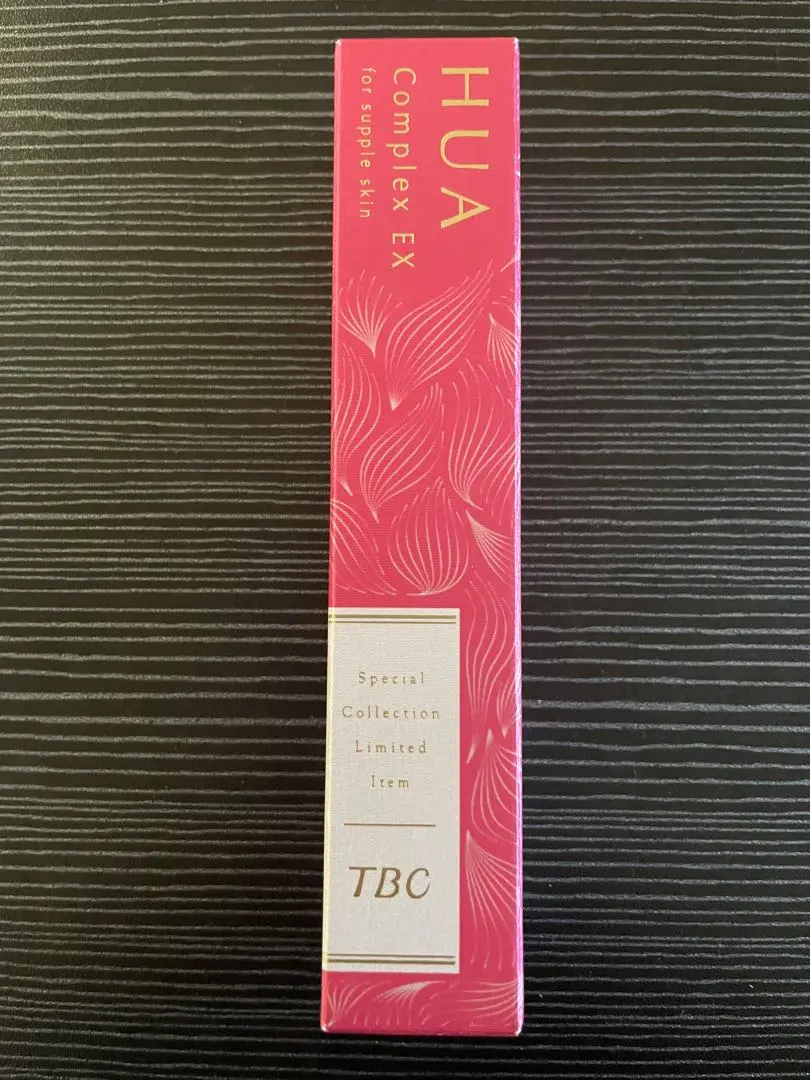 HUA
Complex EX
for supple skin
Special
Collection
Limited
Item
TBC